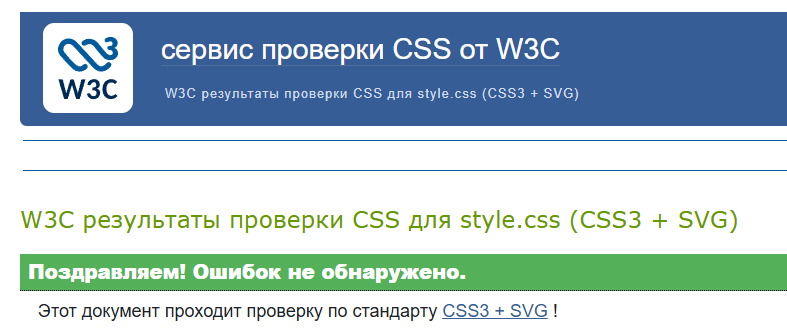 W3C
сервис проверки CSS от W3C
W3C результаты проверки CSS для style.css (CSS3 + SVG)
W3C результаты проверки CSS для style.css (CSS3 + SVG)
Поздравляем! Ошибок не обнаружено.
Этот документ проходит проверку по стандарту CSS3 + SVG !